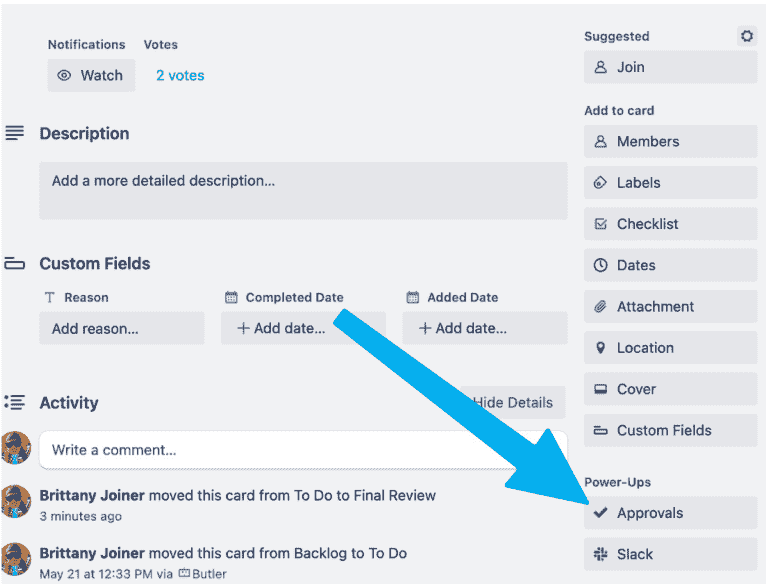 Notifications Votes
Watch 2 votes
Description
Add a more detailed description...
Custom Fields
Reason Completed Date Added Date
Add reason... + Add date... + Add date...
Activity Hide Details
Write a comment...
Brittany Joiner moved this card from To Do to Final Review
3 minutes ago
Brittany Joiner moved this card from Backlog to To Do
May 21 at 12:33 PM via Butler
Suggested
Join
Add to card
Members
Labels
Checklist
Dates
Attachment
Location
Cover
Custom Fields
Power-Ups
Approvals
Slack